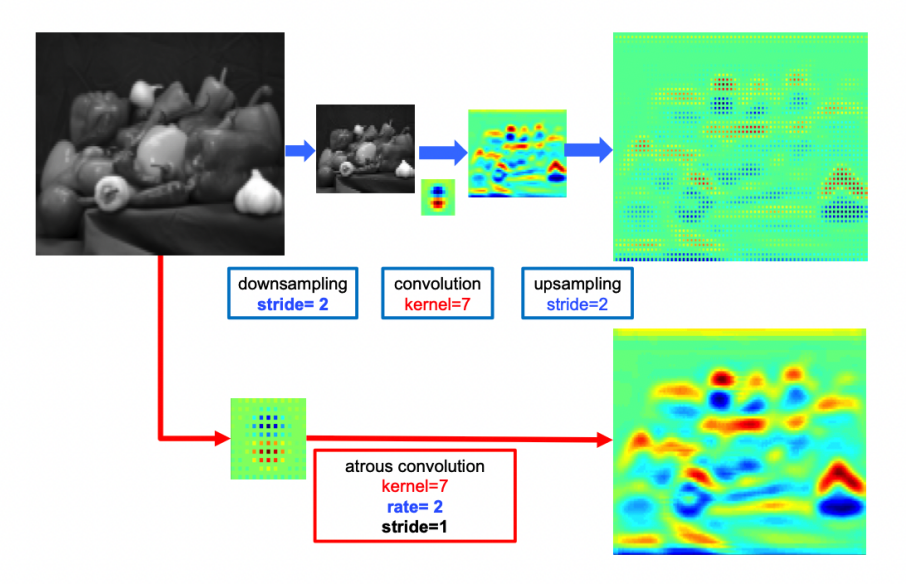 downsampling
stride= 2
convolution
kernel=7
upsampling
stride=2
atrous convolution
kernel=7
rate= 2
stride=1